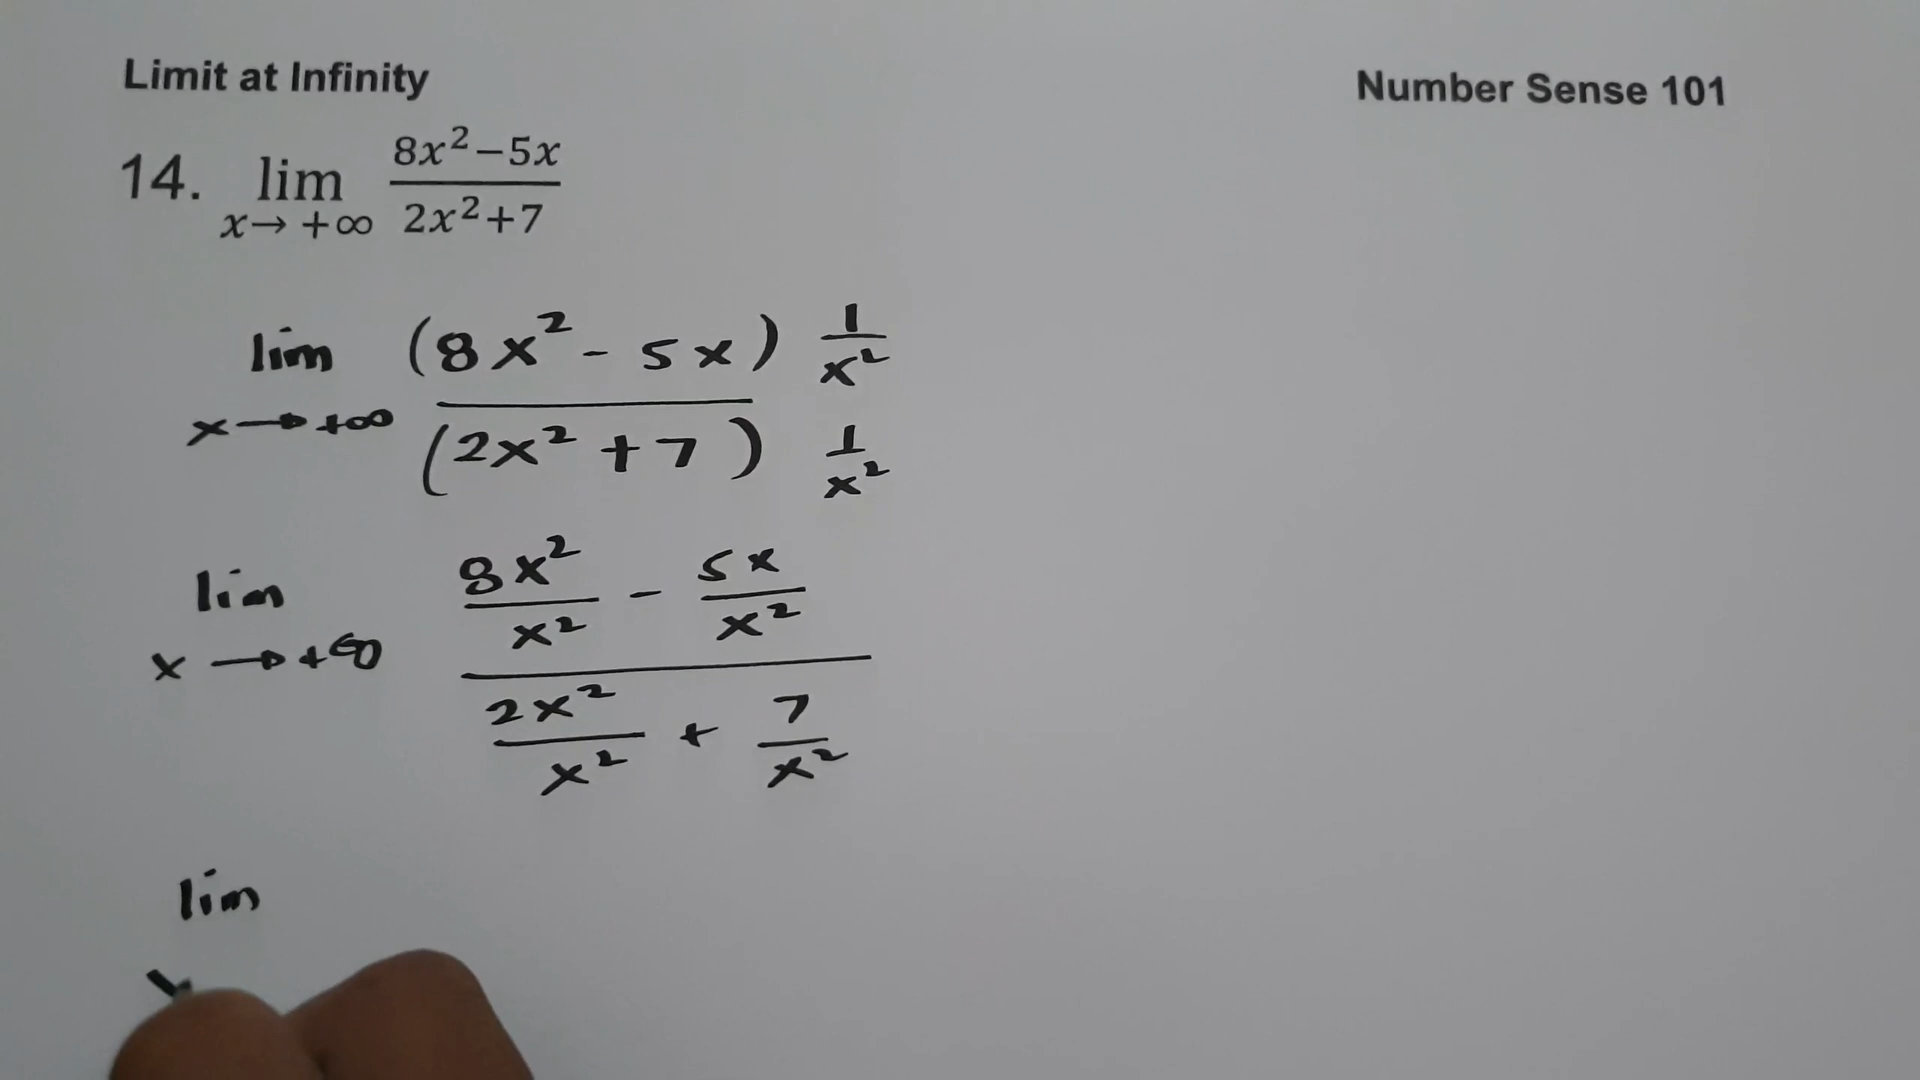 Limit at Infinity
Number Sense 101
14. lim 8x²−5x
x→ +∞ 2x²+7
lim (8x² - 5x) 1/x²
x→+∞ (2x² + 7) 1/x²
lim 8x²/x² - 5x/x²
x→+∞ 2x²/x² + 7/x²
lim